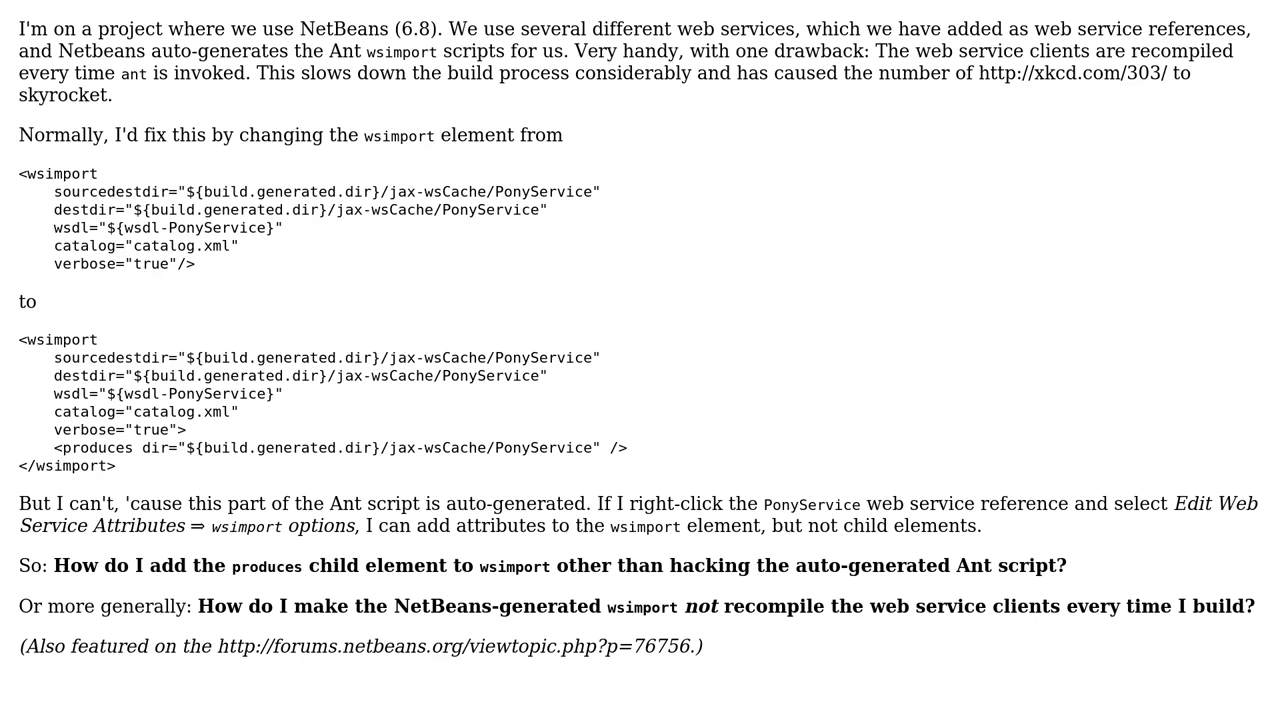 I'm on a project where we use NetBeans (6.8). We use several different web services, which we have added as web service references,
and Netbeans auto-generates the Ant wsimport scripts for us. Very handy, with one drawback: The web service clients are recompiled
every time ant is invoked. This slows down the build process considerably and has caused the number of http://xkcd.com/303/ to
skyrocket.
Normally, I'd fix this by changing the wsimport element from
<wsimport
    sourcedestdir="${build.generated.dir}/jax-wsCache/PonyService"
    destdir="${build.generated.dir}/jax-wsCache/PonyService"
    wsdl="${wsdl-PonyService}"
    catalog="catalog.xml"
    verbose="true"/>
to
<wsimport
    sourcedestdir="${build.generated.dir}/jax-wsCache/PonyService"
    destdir="${build.generated.dir}/jax-wsCache/PonyService"
    wsdl="${wsdl-PonyService}"
    catalog="catalog.xml"
    verbose="true">
    <produces dir="${build.generated.dir}/jax-wsCache/PonyService" />
</wsimport>
But I can't, 'cause this part of the Ant script is auto-generated. If I right-click the PonyService web service reference and select Edit Web
Service Attributes ⇒ wsimport options, I can add attributes to the wsimport element, but not child elements.
So: How do I add the produces child element to wsimport other than hacking the auto-generated Ant script?
Or more generally: How do I make the NetBeans-generated wsimport not recompile the web service clients every time I build?
(Also featured on the http://forums.netbeans.org/viewtopic.php?p=76756.)